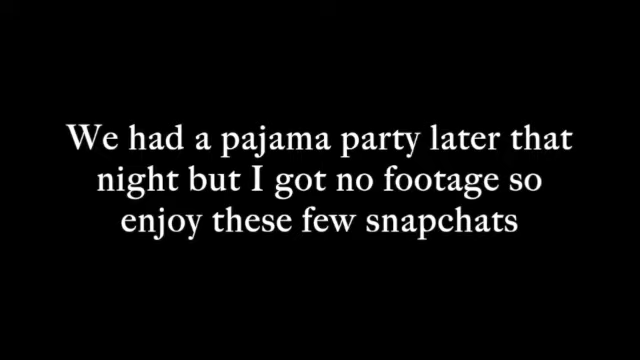 We had a pajama party later that
night but I got no footage so
enjoy these few snapchats